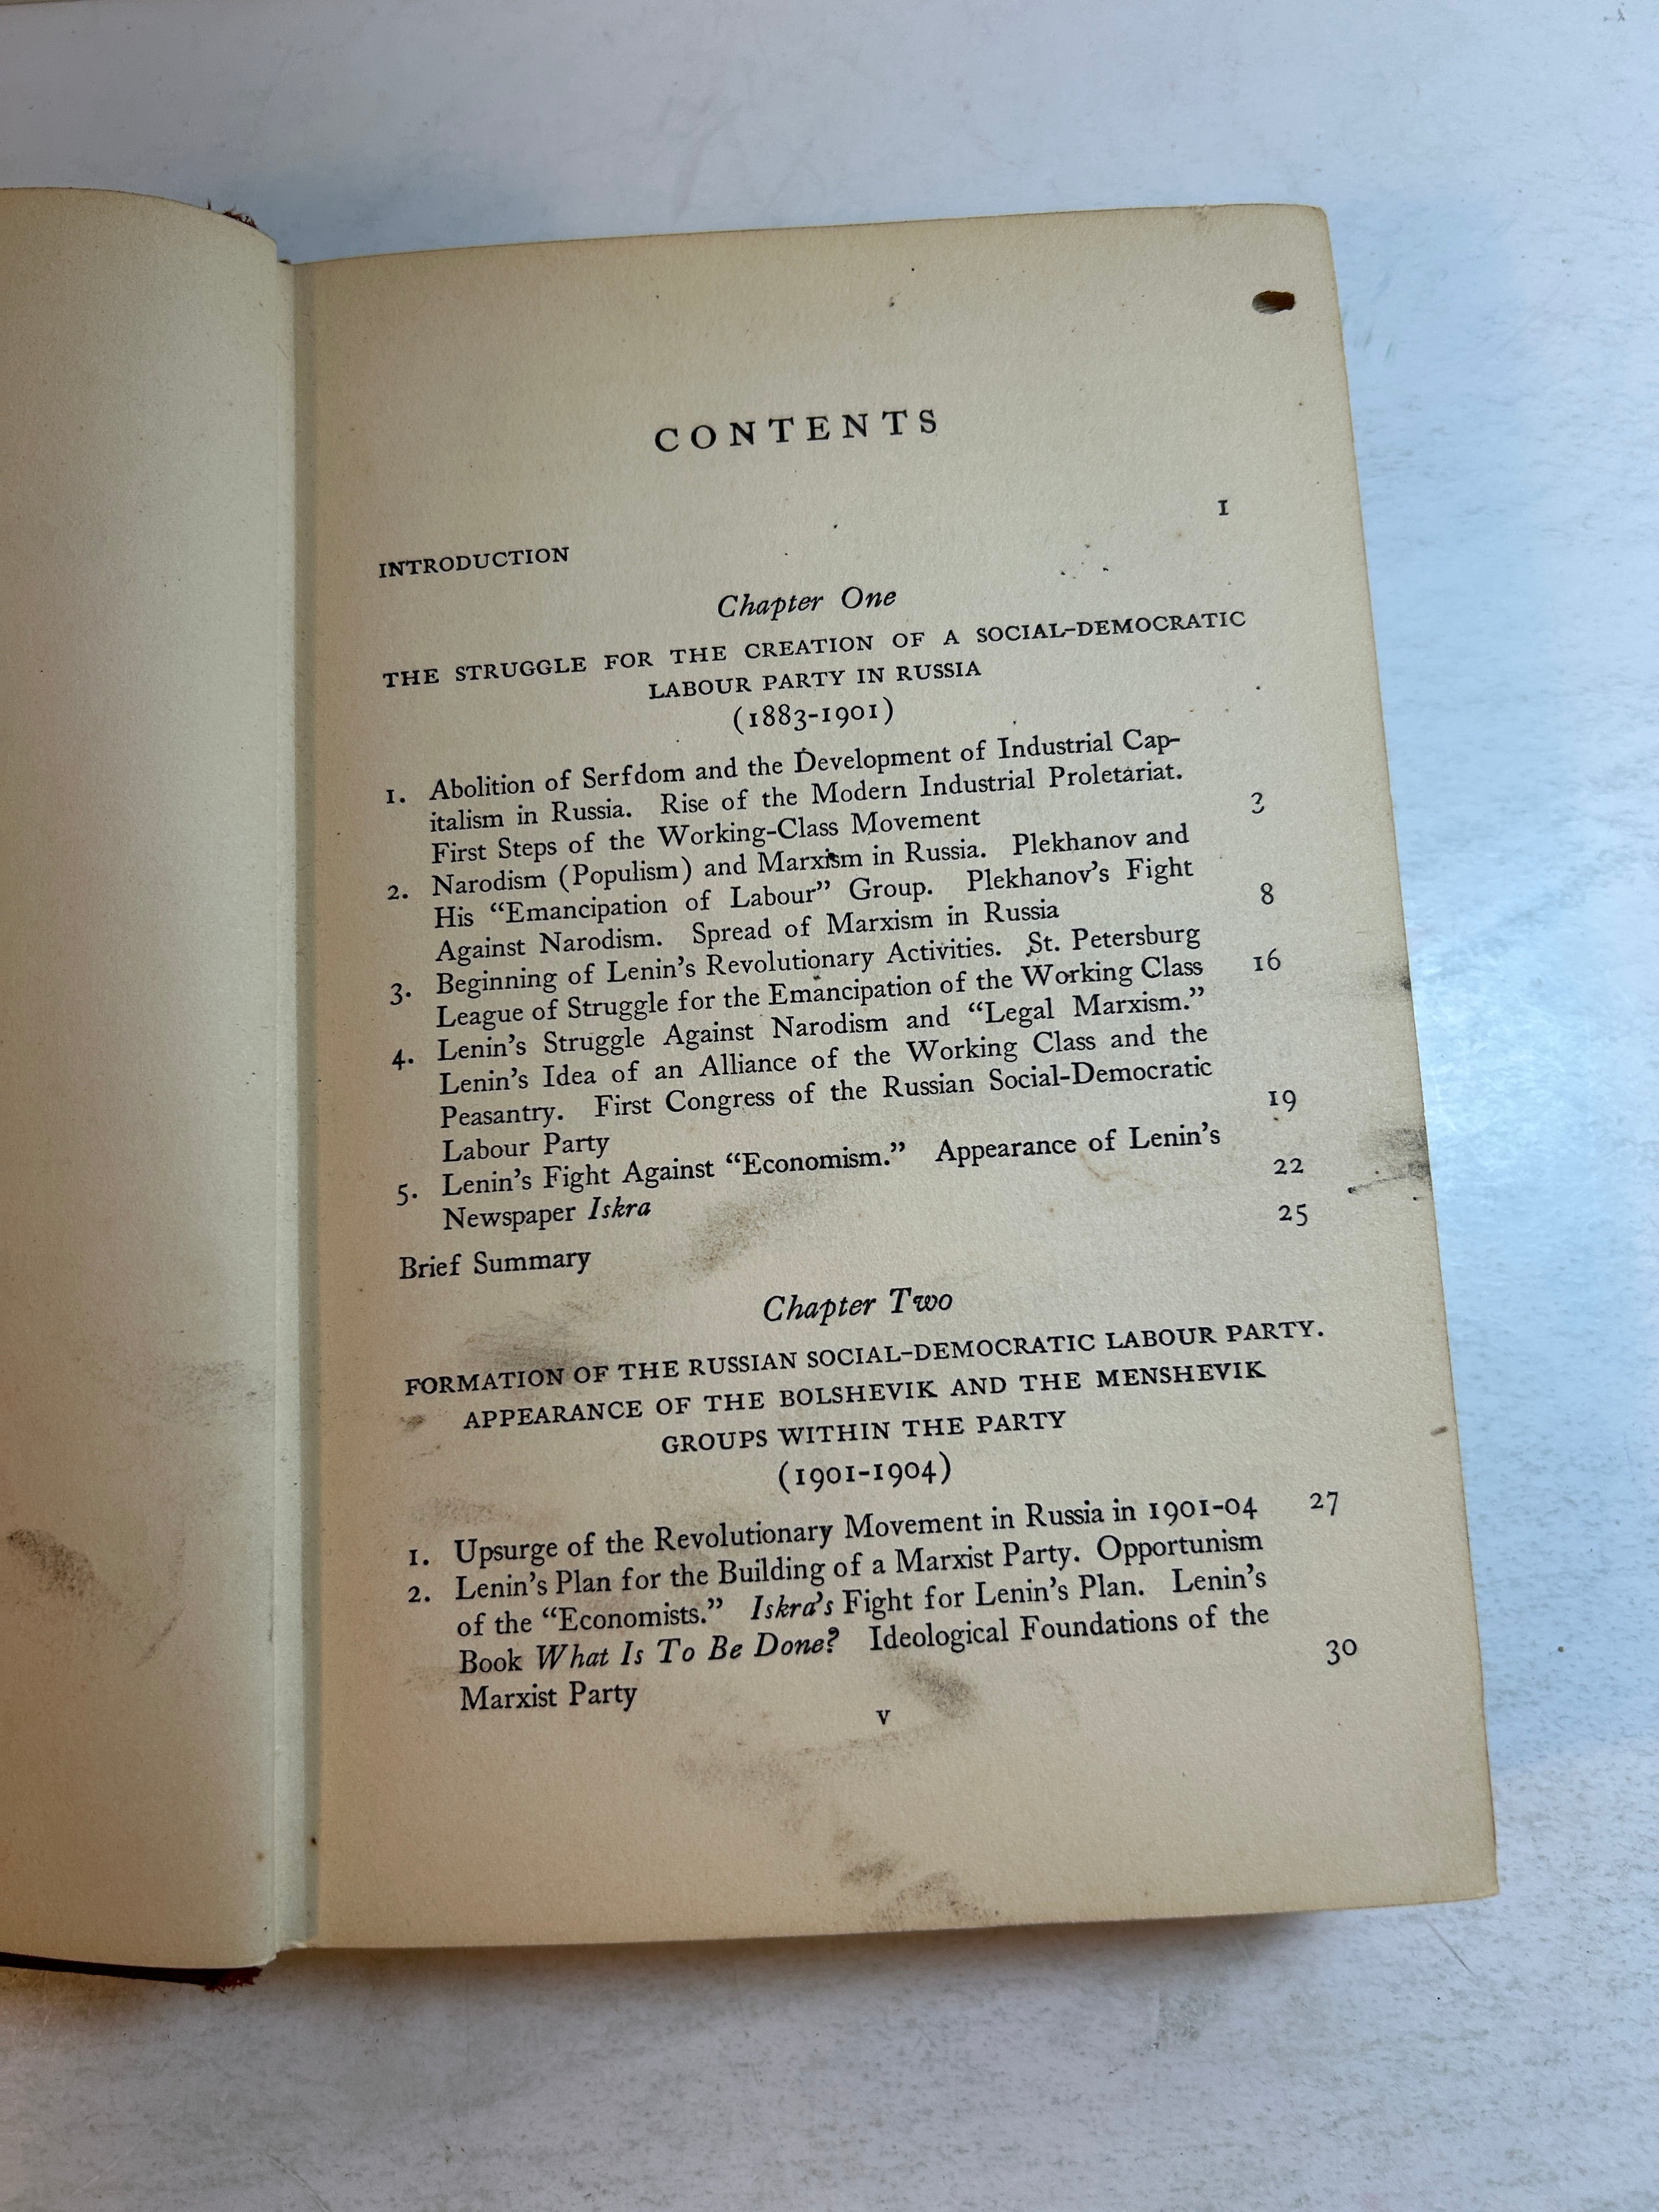 CONTENTS
INTRODUCTION 1
Chapter One
THE STRUGGLE FOR THE CREATION OF A SOCIAL-DEMOCRATIC
LABOUR PARTY IN RUSSIA
(1883-1901)
1. Abolition of Serfdom and the Development of Industrial Cap-
italism in Russia. Rise of the Modern Industrial Proletariat.
First Steps of the Working-Class Movement 3
2. Narodism (Populism) and Marxism in Russia. Plekhanov and
His “Emancipation of Labour” Group. Plekhanov’s Fight
Against Narodism. Spread of Marxism in Russia 8
3. Beginning of Lenin’s Revolutionary Activities. St. Petersburg
League of Struggle for the Emancipation of the Working Class 16
4. Lenin’s Struggle Against Narodism and “Legal Marxism.”
Lenin’s Idea of an Alliance of the Working Class and the
Peasantry. First Congress of the Russian Social-Democratic
Labour Party 19
5. Lenin’s Fight Against “Economism.” Appearance of Lenin’s
Newspaper Iskra 22
Brief Summary 25
Chapter Two
FORMATION OF THE RUSSIAN SOCIAL-DEMOCRATIC LABOUR PARTY.
APPEARANCE OF THE BOLSHEVIK AND THE MENSHEVIK
GROUPS WITHIN THE PARTY
(1901-1904)
1. Upsurge of the Revolutionary Movement in Russia in 1901-04 27
2. Lenin’s Plan for the Building of a Marxist Party. Opportunism
of the “Economists.” Iskra’s Fight for Lenin’s Plan. Lenin’s
Book What Is To Be Done? Ideological Foundations of the
Marxist Party 30
v